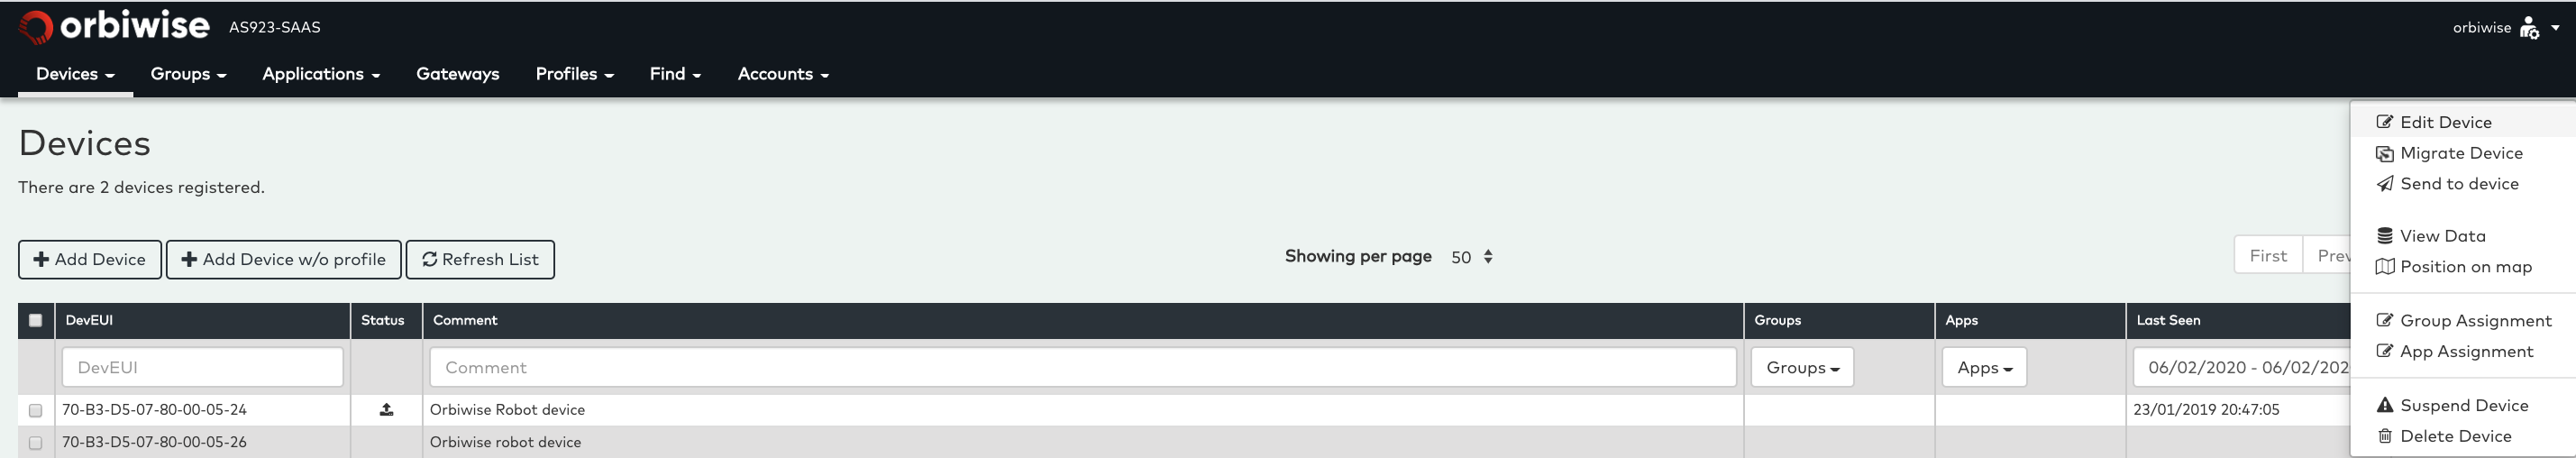 orbiwise AS923-SAAS orbiwise
Devices Groups Applications Gateways Profiles Find Accounts
Devices
There are 2 devices registered.
Edit Device
Migrate Device
Send to device
View Data
Position on map
Group Assignment
App Assignment
Suspend Device
Delete Device
Add Device Add Device w/o profile Refresh List Showing per page 50 First
DevEUI Status Comment Groups Apps Last Seen
DevEUI Comment Groups Apps 06/02/2020 - 06/02/202
70-B3-D5-07-80-00-05-24 Orbiwise Robot device 23/01/2019 20:47:05
70-B3-D5-07-80-00-05-26 Orbiwise robot device